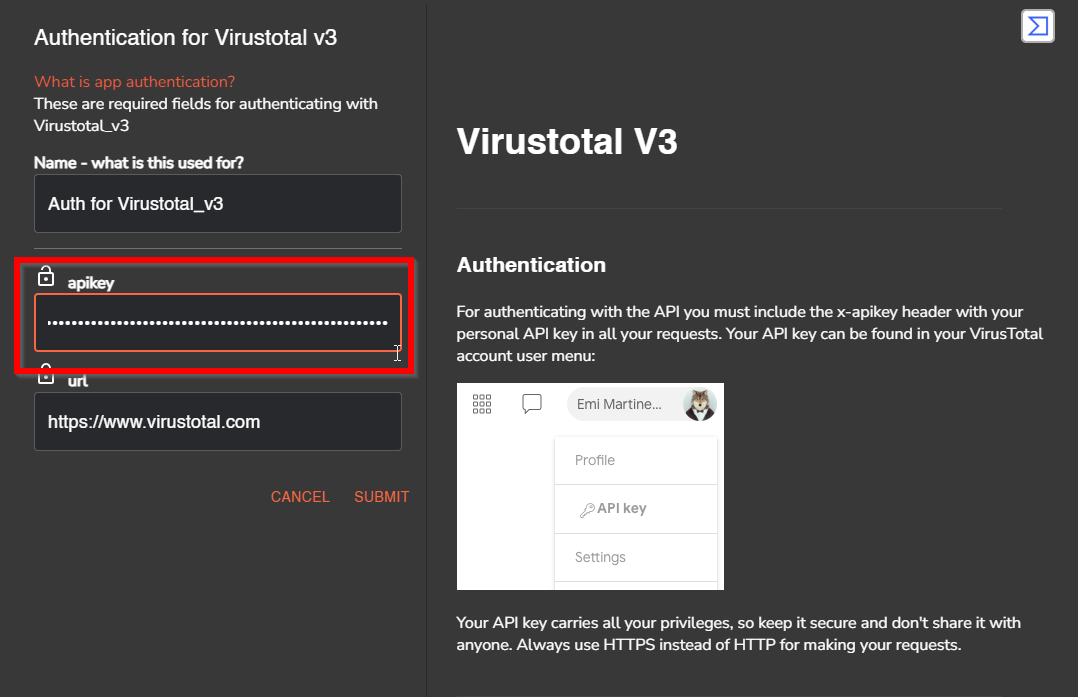 Authentication for Virustotal v3
What is app authentication?
These are required fields for authenticating with
Virustotal_v3
Name - what is this used for?
Auth for Virustotal_v3
apikey
url
https://www.virustotal.com
CANCEL SUBMIT
Virustotal V3
Authentication
For authenticating with the API you must include the x-apikey header with your
personal API key in all your requests. Your API key can be found in your VirusTotal
account user menu:
Emi Martine...
Profile
API key
Settings
Your API key carries all your privileges, so keep it secure and don't share it with
anyone. Always use HTTPS instead of HTTP for making your requests.